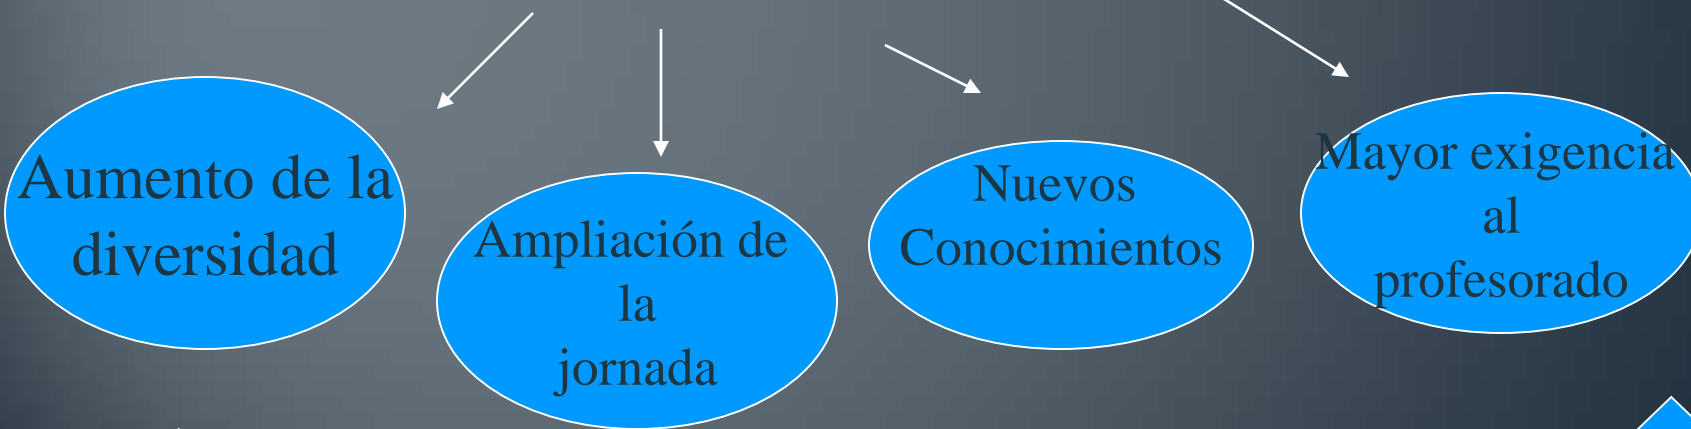 Aumento de la
diversidad
Ampliación de
la
jornada
Nuevos
Conocimientos
Mayor exigencia
al
profesorado